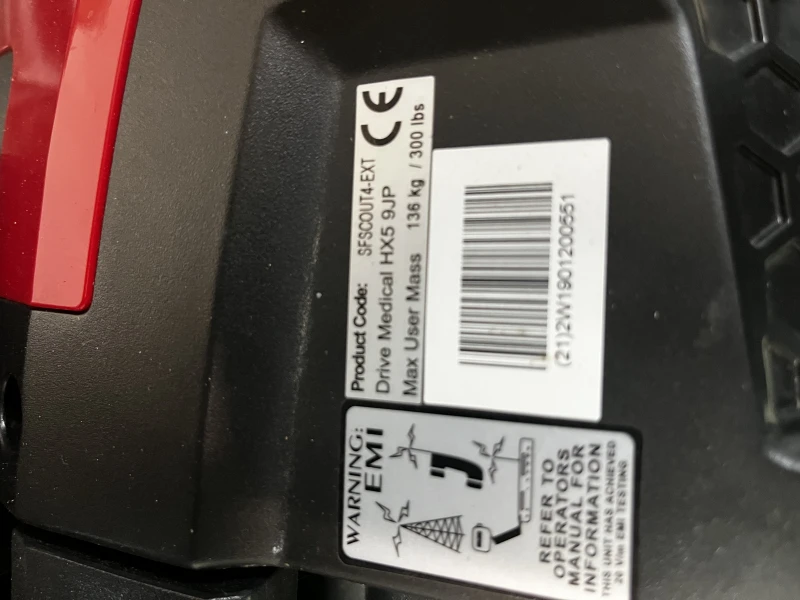 Product Code: SFSCOUT4-EXT
Drive Medical HX5 9JP
Max User Mass 136 kg / 300 lbs
CE
(21)2W1901200551
WARNING:
EMI
REFER TO
OPERATORS
MANUAL FOR
INFORMATION
THIS UNIT HAS ACHIEVED
20 V/m EMI TESTING